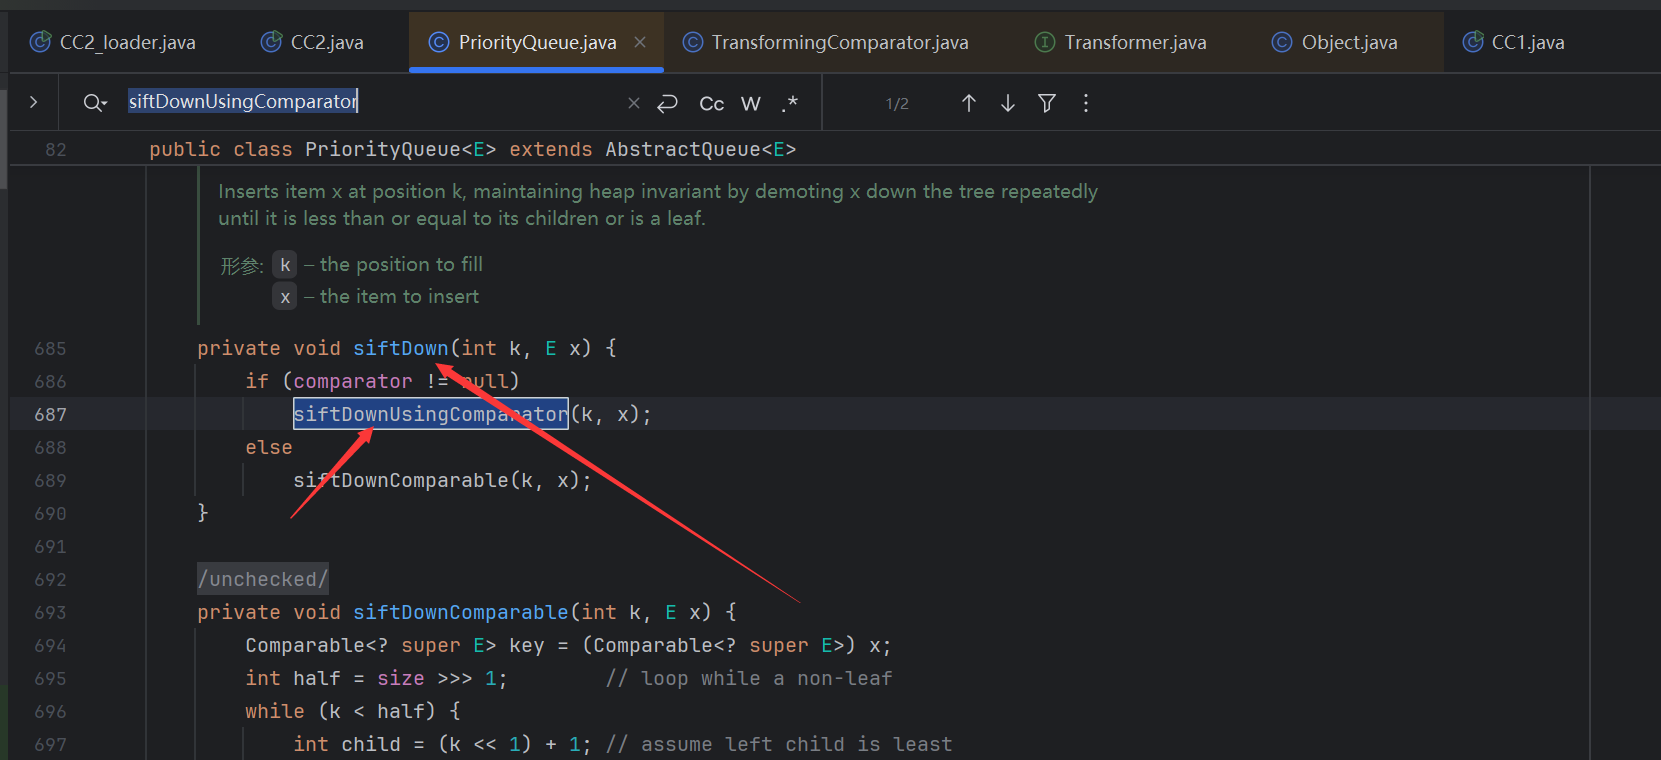 CC2_loader.java CC2.java PriorityQueue.java TransformingComparator.java Transformer.java Object.java CC1.java
siftDownUsingComparator Cc W .* 1/2
82 public class PriorityQueue<E> extends AbstractQueue<E>
Inserts item x at position k, maintaining heap invariant by demoting x down the tree repeatedly
until it is less than or equal to its children or is a leaf.
形参: k – the position to fill
x – the item to insert
685 private void siftDown(int k, E x) {
686 if (comparator != null)
687 siftDownUsingComparator(k, x);
688 else
689 siftDownComparable(k, x);
690 }
691
692 /unchecked/
693 private void siftDownComparable(int k, E x) {
694 Comparable<? super E> key = (Comparable<? super E>) x;
695 int half = size >>> 1; // loop while a non-leaf
696 while (k < half) {
697 int child = (k << 1) + 1; // assume left child is least